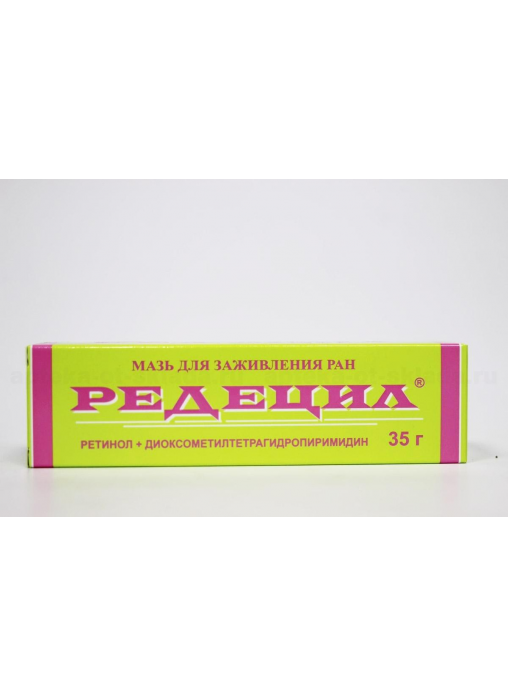 МАЗЬ ДЛЯ ЗАЖИВЛЕНИЯ РАН
РЕДЕЦИЛ®
РЕТИНОЛ + ДИОКСОМЕТИЛТЕТРАГИДРОПИРИМИДИН 35 г